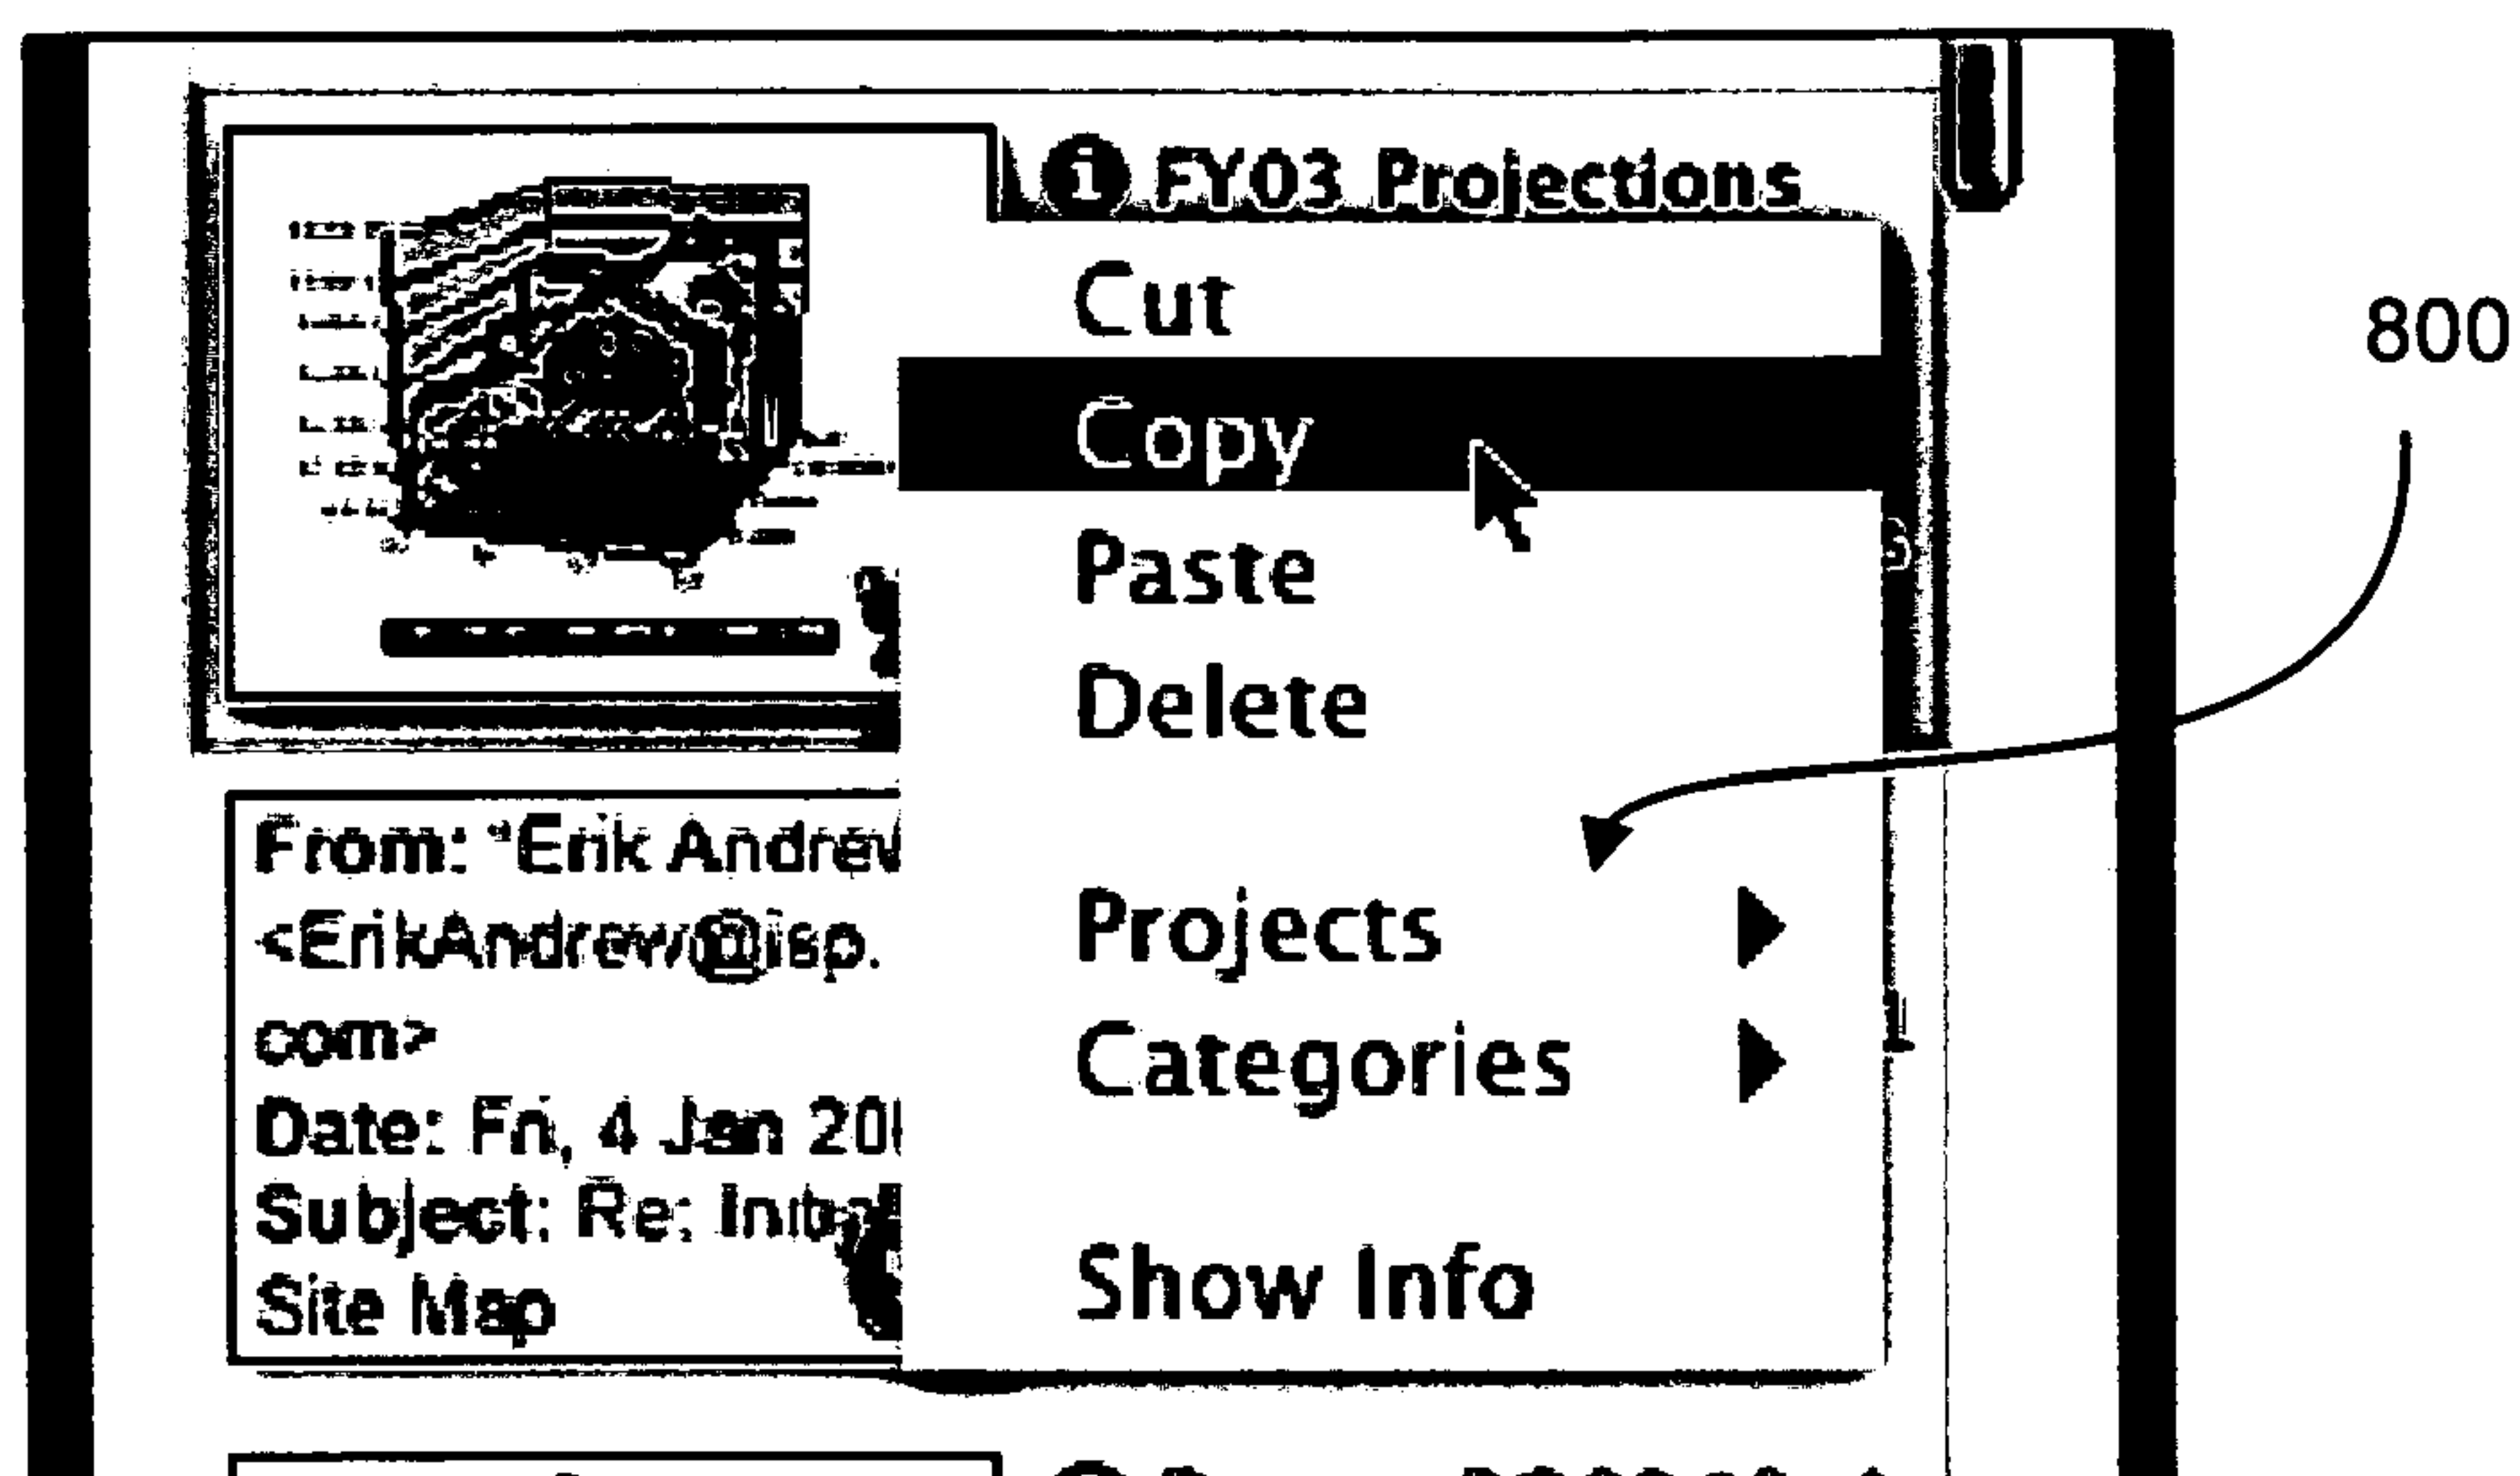 FY03 Projections
Cut
800
Copy
Paste
Delete
From: "Erik Andrew
<ErikAndrew@isp.
com>
Projects
Categories
Date: Fri, 4 Jan 20
Subject: Re: Initial
Site Map
Show Info